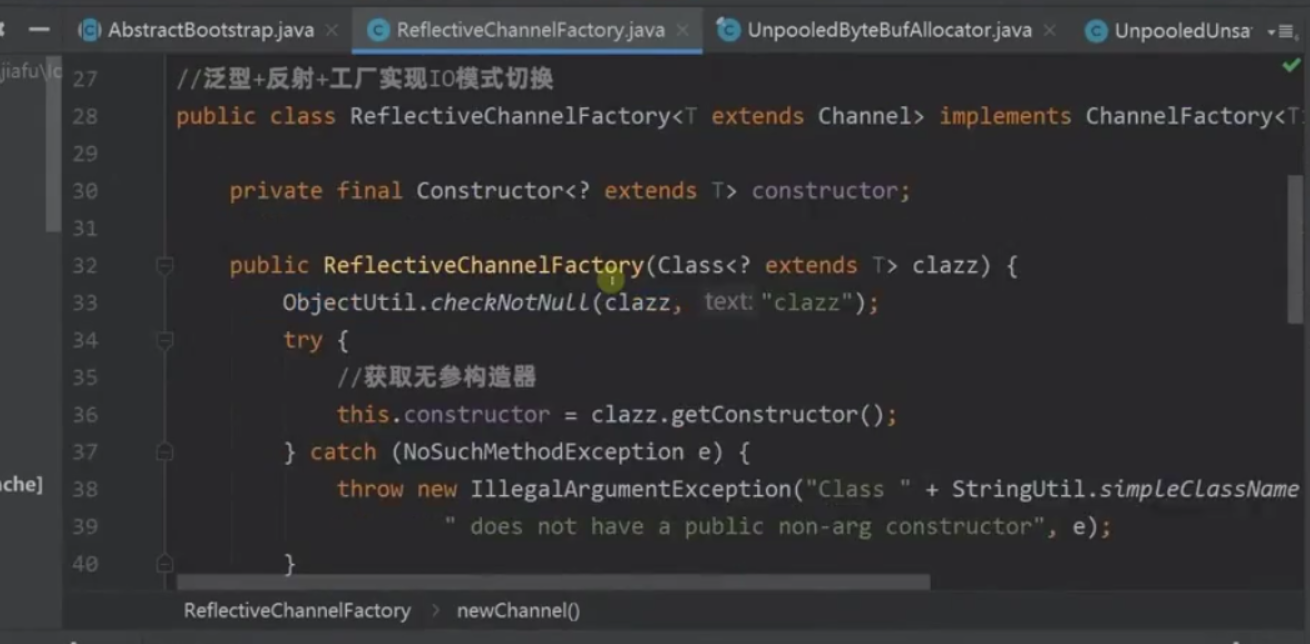 AbstractBootstrap.java ReflectiveChannelFactory.java UnpooledByteBufAllocator.java UnpooledUnsa
jiafu\lc
27 //泛型+反射+工厂实现IO模式切换
28 public class ReflectiveChannelFactory<T extends Channel> implements ChannelFactory<T
29
30 private final Constructor<? extends T> constructor;
31
32 public ReflectiveChannelFactory(Class<? extends T> clazz) {
33 ObjectUtil.checkNotNull(clazz, text: "clazz");
34 try {
35 //获取无参构造器
36 this.constructor = clazz.getConstructor();
37 } catch (NoSuchMethodException e) {
che]
38 throw new IllegalArgumentException("Class " + StringUtil.simpleClassName
39 " does not have a public non-arg constructor", e);
40 }
ReflectiveChannelFactory > newChannel()